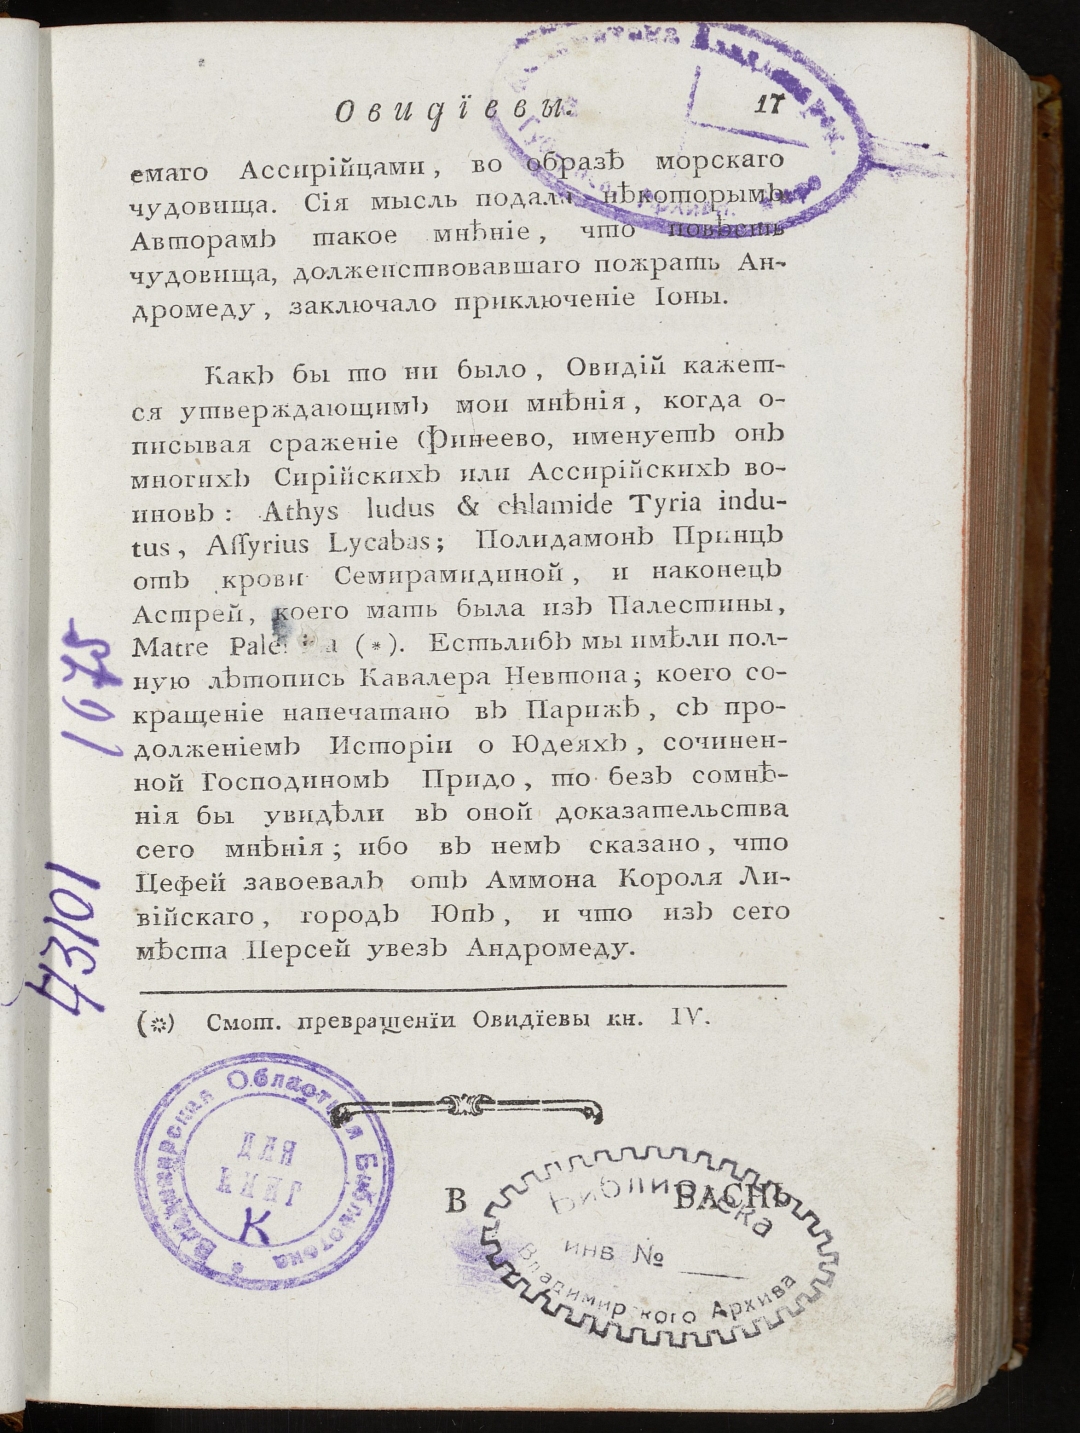 Овидїевы. 17
емаго Ассирійцами, во образѣ морскаго
чудовища. Сія мысль подала нѣкоторымъ
Авторамъ такое мнѣніе, что повѣсть
чудовища, долженствовавшаго пожрать Ан-
дромеду, заключало приключеніе Іоны.
Какъ бы то ни было, Овидій кажет-
ся утверждающимъ мои мнѣнія, когда о-
писывая сраженіе Финеево, именуетъ онъ
многихъ Сирійскихъ или Ассирійскихъ во-
иновъ: Athys ludus & chlamide Tyria indu-
tus, Aſſyrius Lycabas; Полидамонъ Принцъ
отъ крови Семирамидиной, и наконецъ
Астрей, коего мать была изъ Палестины,
Matre (*). Естьлибъ мы имѣли пол-
ную лѣтопись Кавалера Невтона; коего со-
кращеніе напечатано въ Парижѣ, съ про-
долженіемъ Исторіи о Юдеяхъ, сочинен-
ной Господиномъ Придо, то безъ сомнѣ-
нія бы увидѣли въ оной доказательства
сего мнѣнія; ибо въ немъ сказано, что
Цефей завоевалъ отъ Аммона Короля Ли-
війскаго, городъ Юпъ, и что изъ сего
мѣста Персей увезъ Андромеду.
(*) Смот. превращенїи Овидїевы кн. IV.
В БАСНЬ
1675
43101
Владимирская Областная Библиотека
ДЛЯ
КНИГ
К
Библиотека
инв №
Владимирского Архива